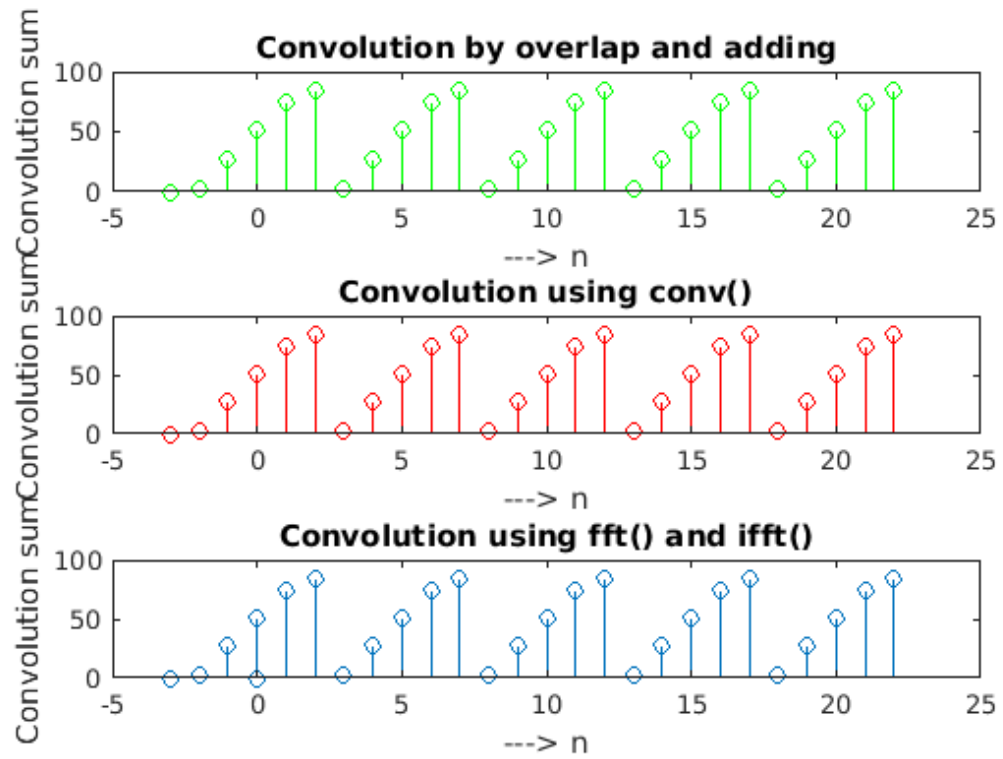 Convolution by overlap and adding
Convolution sum
100
50
0
-5 0 5 10 15 20 25
---> n
Convolution using conv()
Convolution sum
100
50
0
-5 0 5 10 15 20 25
---> n
Convolution using fft() and ifft()
Convolution sum
100
50
0
-5 0 5 10 15 20 25
---> n